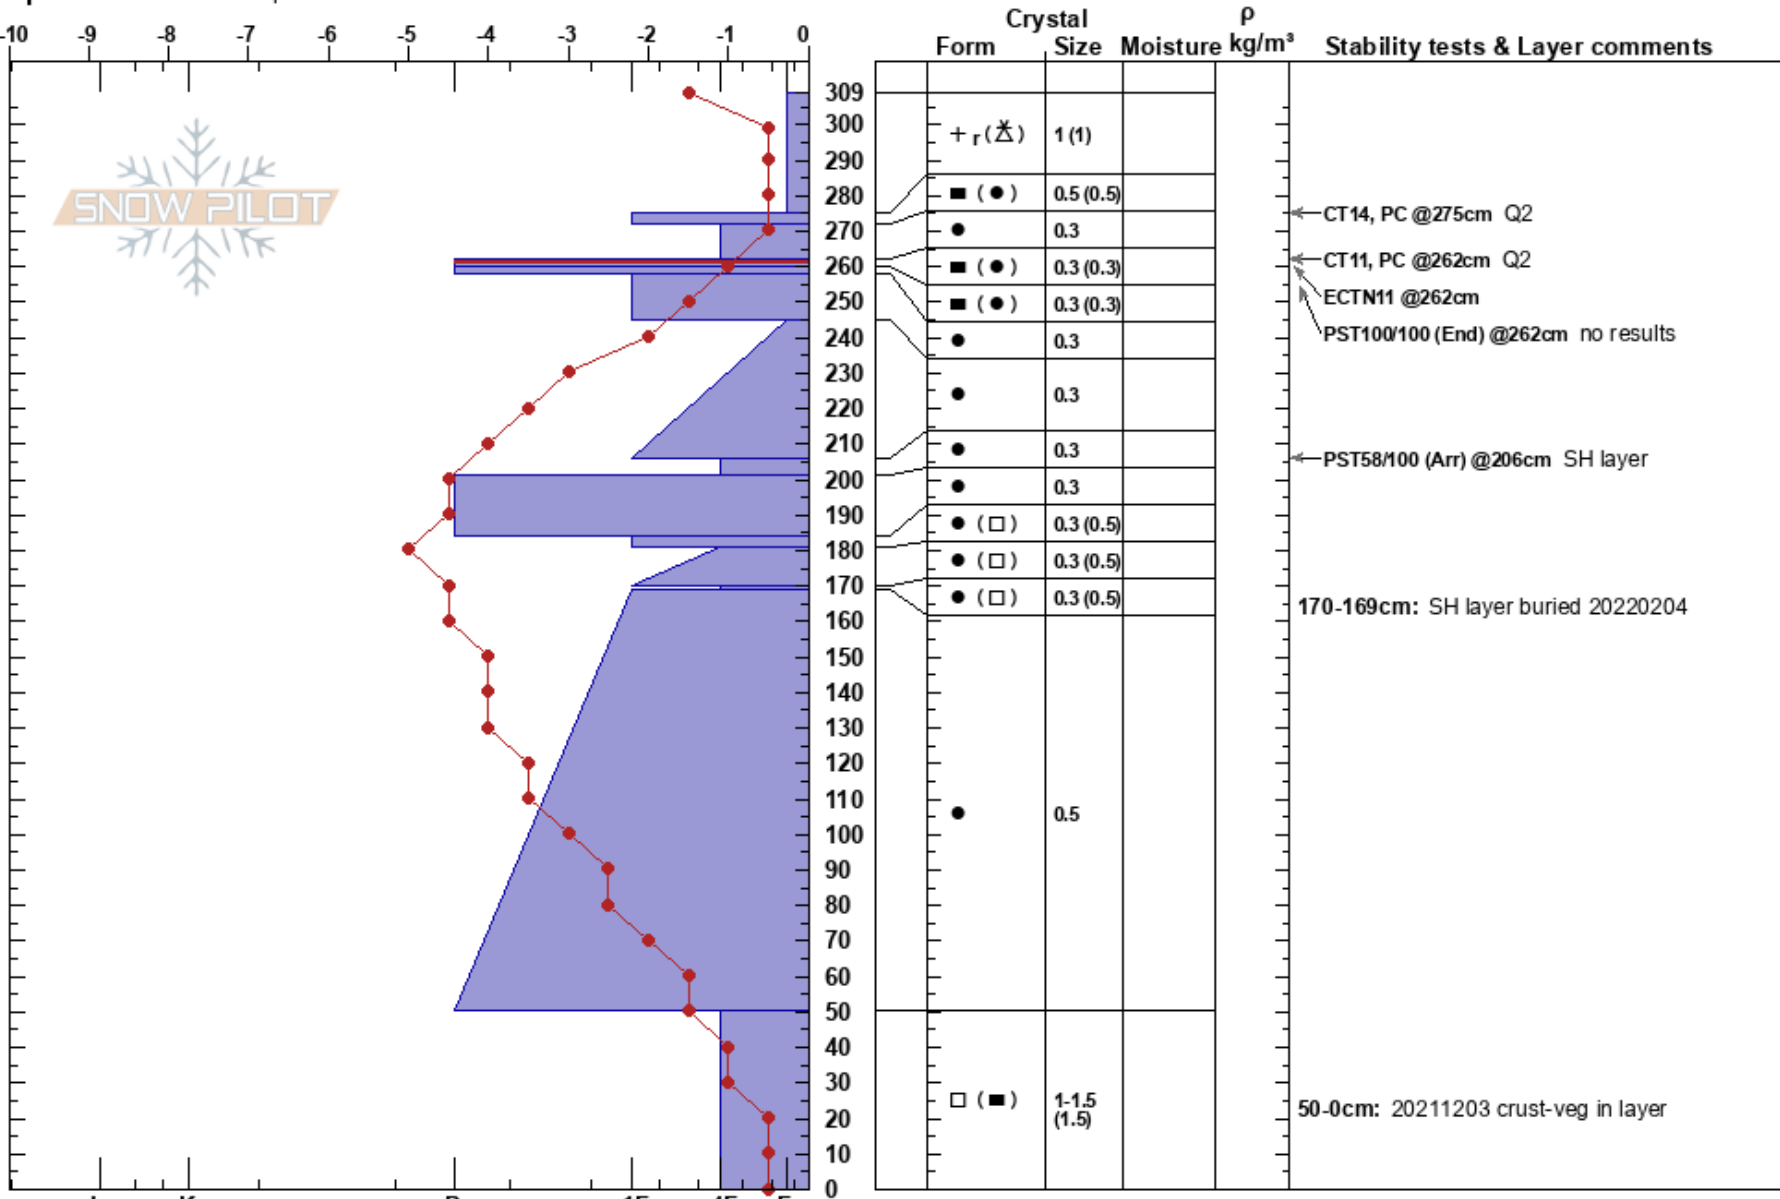 Crystal ρ
-10 -9 -8 -7 -6 -5 -4 -3 -2 -1 0 Form Size Moisture kg/m³ Stability tests & Layer comments
309
300 + r ( ) 1 (1)
290
280 ( ● ) 0.5 (0.5)
SNOW PILOT
CT14, PC @275cm Q2
270 ● 0.3
260 ( ● ) 0.3 (0.3) CT11, PC @262cm Q2
ECTN11 @262cm
250 ■ ( ● ) 0.3 (0.3)
240 ● 0.3 PST100/100 (End) @262cm no results
230
220 ● 0.3
210 ● 0.3 PST58/100 (Arr) @206cm SH layer
200 ● 0.3
190 ● ( □ ) 0.3 (0.5)
180 ● ( □ ) 0.3 (0.5)
170 ● ( □ ) 0.3 (0.5) 170-169cm: SH layer buried 20220204
160
150
140
130
120
110 ● 0.5
100
90
80
70
60
50
40
30 □ ( ■ ) 1-1.5
20 (1.5) 50-0cm: 20211203 crust-veg in layer
10
0